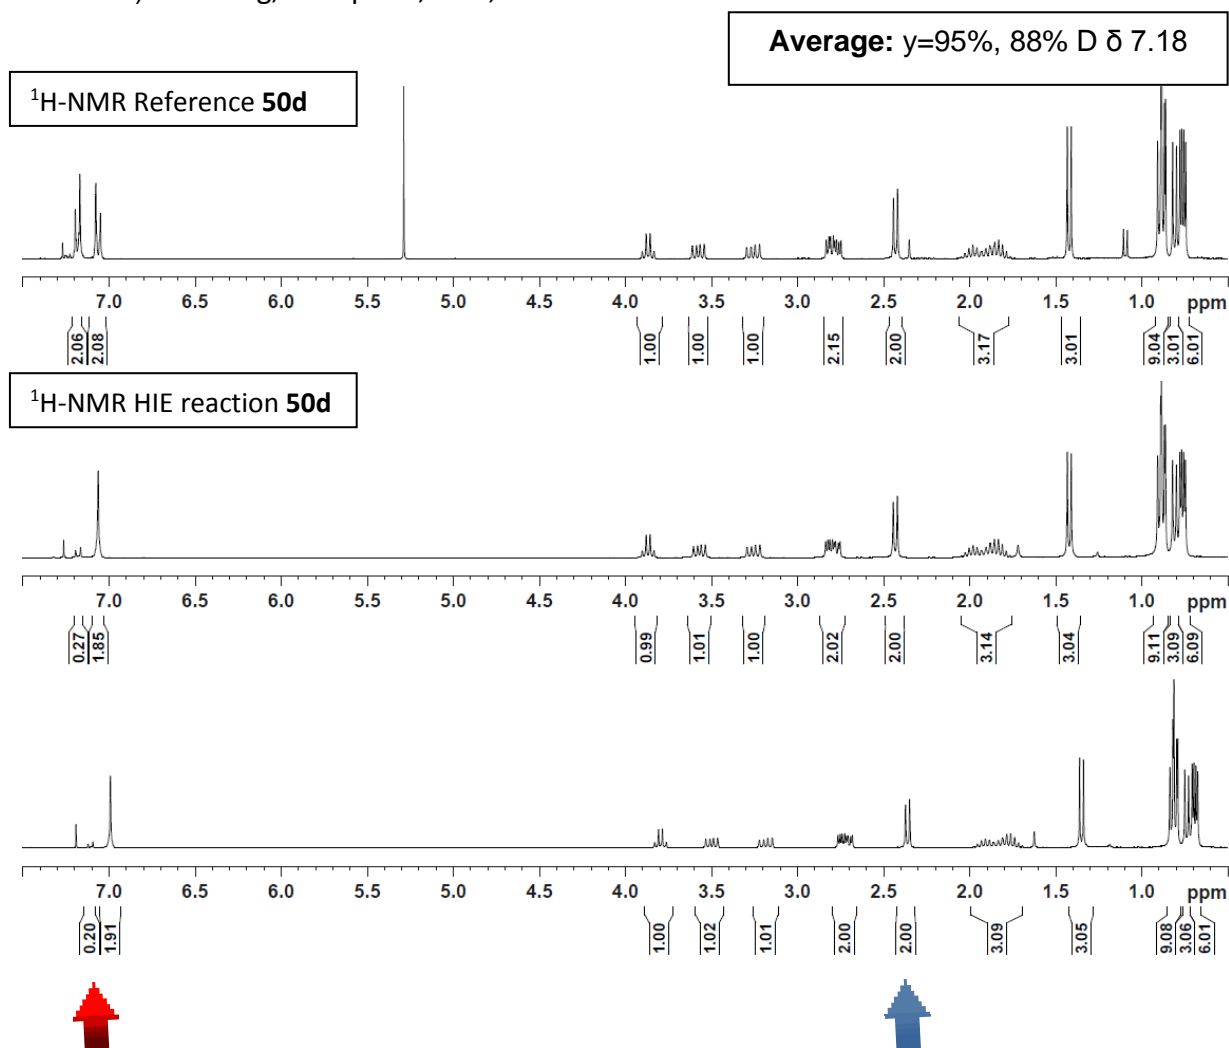 Average: y=95%, 88% D δ 7.18
¹H-NMR Reference 50d
7.0 6.5 6.0 5.5 5.0 4.5 4.0 3.5 3.0 2.5 2.0 1.5 1.0 ppm
2.06 2.08 1.00 1.00 1.00 2.15 2.00 3.17 3.01 9.04 3.01 6.01
¹H-NMR HIE reaction 50d
7.0 6.5 6.0 5.5 5.0 4.5 4.0 3.5 3.0 2.5 2.0 1.5 1.0 ppm
0.27 1.85 0.99 1.01 1.00 2.02 2.00 3.14 3.04 9.11 3.09 6.09
7.0 6.5 6.0 5.5 5.0 4.5 4.0 3.5 3.0 2.5 2.0 1.5 1.0 ppm
0.20 1.91 1.00 1.02 1.01 2.00 2.00 3.09 3.05 9.08 3.06 6.01